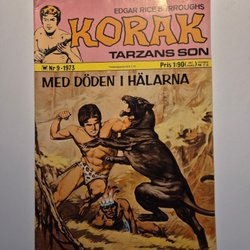 EDGAR RICE BURROUGHS
KORAK
TARZANS SON
Nr 9 - 1973
Pris 1:90
MED DÖDEN I HÄLARNA